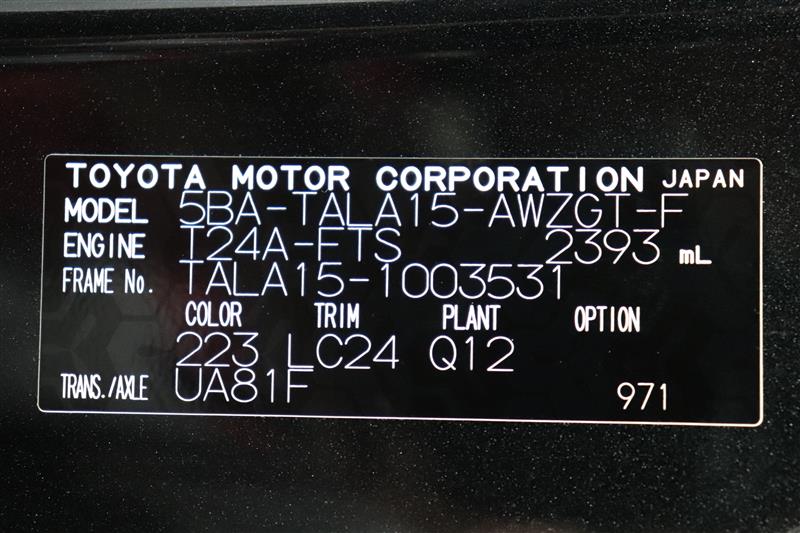 TOYOTA MOTOR CORPORATION JAPAN
MODEL 5BA-TALA15-AWZGT-F
ENGINE T24A-FTS 2393 mL
FRAME No. TALA15-1003531
COLOR TRIM PLANT OPTION
223 LC24 Q12
TRANS./AXLE UA81F 971